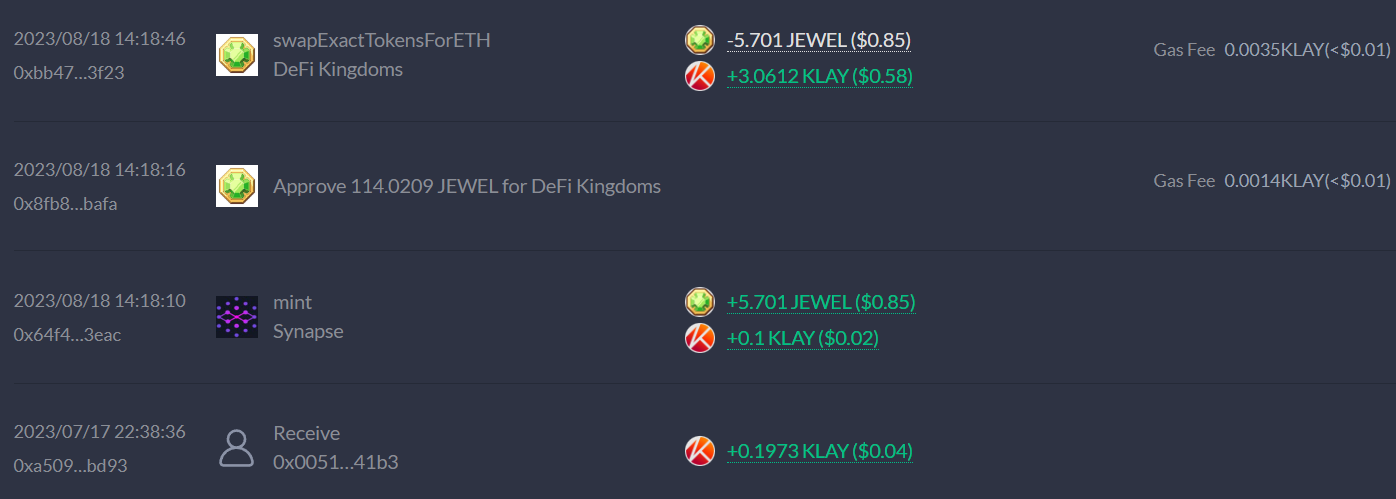 2023/08/18 14:18:46
0xbb47...3f23
swapExactTokensForETH
DeFi Kingdoms
-5.701 JEWEL ($0.85)
+3.0612 KLAY ($0.58)
Gas Fee 0.0035KLAY(<$0.01)
2023/08/18 14:18:16
0x8fb8...bafa
Approve 114.0209 JEWEL for DeFi Kingdoms
Gas Fee 0.0014KLAY(<$0.01)
2023/08/18 14:18:10
0x64f4...3eac
mint
Synapse
+5.701 JEWEL ($0.85)
+0.1 KLAY ($0.02)
2023/07/17 22:38:36
0xa509...bd93
Receive
0x0051...41b3
+0.1973 KLAY ($0.04)